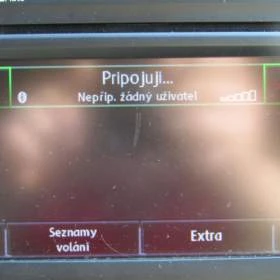 Pripojuji...
Nepřip. žádný uživatel
Seznamy
volání
Extra